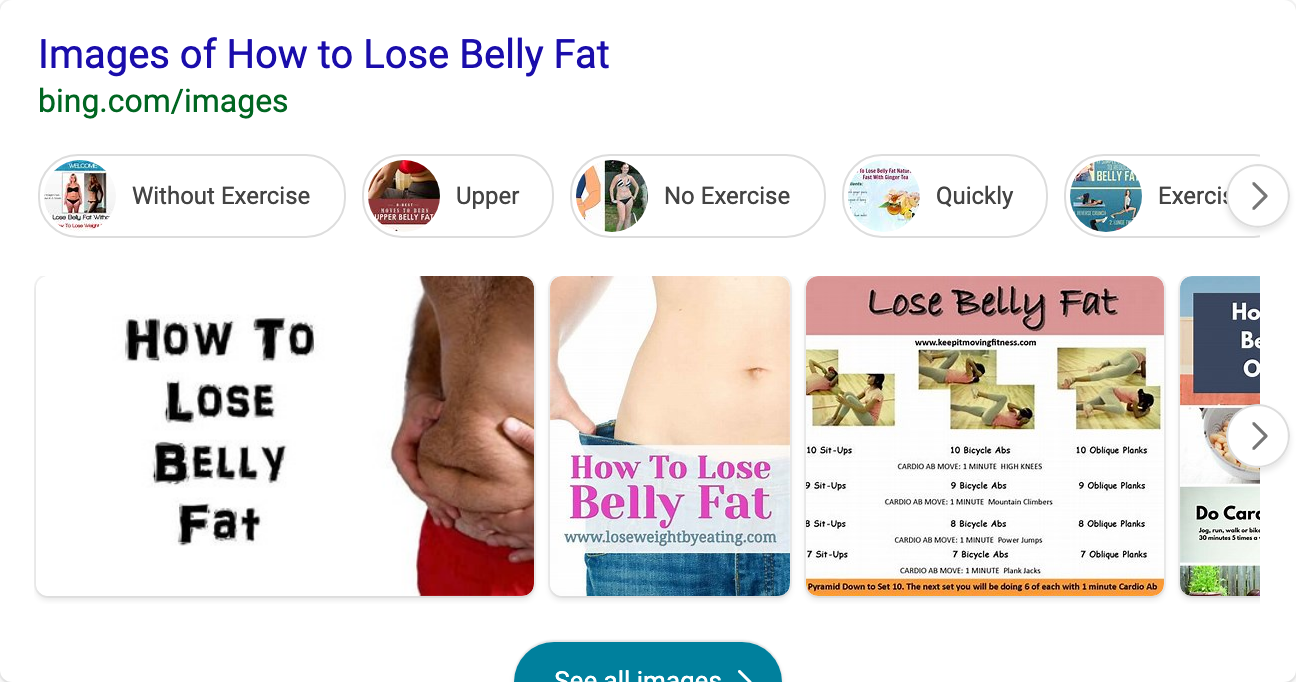 Images of How to Lose Belly Fat
bing.com/images
WELCOME
Lose Belly Fat
How To Lose Weight
Without Exercise
MOVES TO BURN
UPPER BELLY FAT
Upper
No Exercise
To Lose Belly Fat
Fast With Ginger Tea
Quickly
BELLY
REVERSE CRUNCH
How To
Lose
Belly
Fat
How To Lose
Belly Fat
www.loseweightbyeating.com
Lose Belly Fat
www.keepitmovingfitness.com
10 Sit-Ups 10 Bicycle Abs 10 Oblique Planks
CARDIO AB MOVE: 1 MINUTE HIGH KNEES
9 Sit-Ups 9 Bicycle Abs 9 Oblique Planks
CARDIO AB MOVE: 1 MINUTE Mountain Climbers
8 Sit-Ups 8 Bicycle Abs 8 Oblique Planks
CARDIO AB MOVE: 1 MINUTE Power Jumps
7 Sit-Ups 7 Bicycle Abs 7 Oblique Planks
CARDIO AB MOVE: 1 MINUTE Plank Jacks
Pyramid Down to Set 10. The next set you will be doing 6 of each with 1 minute Cardio Ab
Ho
Be
O
Do Car
Jog, run, walk or bike
30 minutes 5 times a
See all images